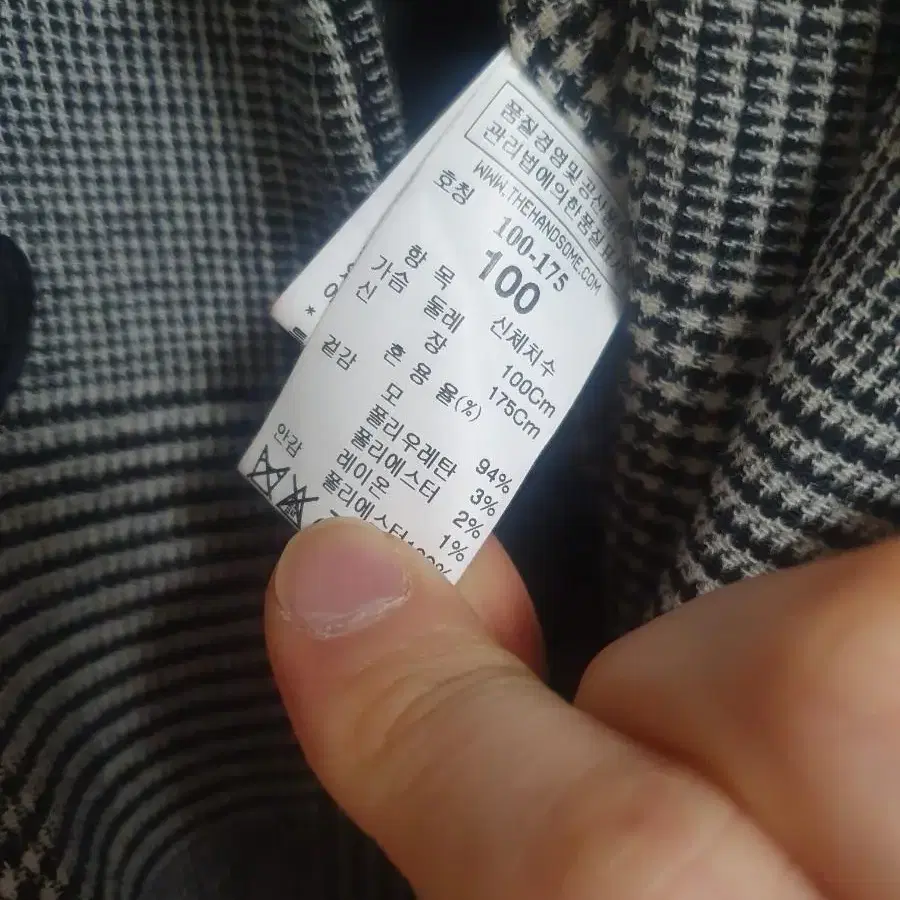 품질경영및공산품
관리법에의한품질표
WWW.THEHANDSOME.COM
호칭 100-175
100
항 목 신체치수
가슴 둘레 100Cm
신 장 175Cm
혼 용 율(%)
겉감 모 94%
폴리우레탄 3%
폴리에스터 2%
레이온 1%
안감 폴리에스터100%